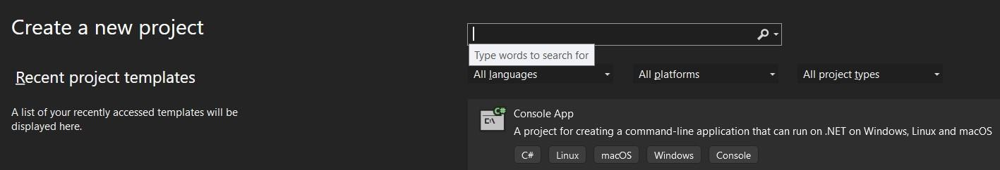 Create a new project
Type words to search for
Recent project templates
All languages
All platforms
All project types
A list of your recently accessed templates will be
displayed here.
C#
C:\
Console App
A project for creating a command-line application that can run on .NET on Windows, Linux and macOS
C#
Linux
macOS
Windows
Console